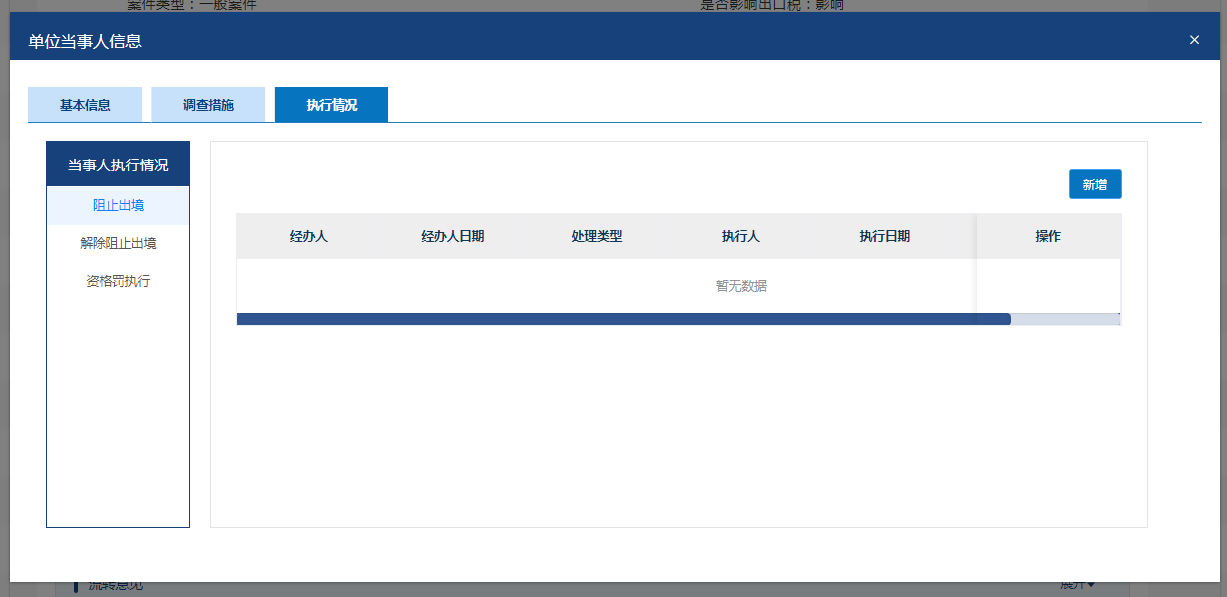 案件类型：一般案件
是否影响出口税：影响
单位当事人信息
基本信息
调查措施
执行情况
当事人执行情况
阻止出境
解除阻止出境
资格罚执行
新增
经办人
经办人日期
处理类型
执行人
执行日期
操作
暂无数据
流转意见
展开